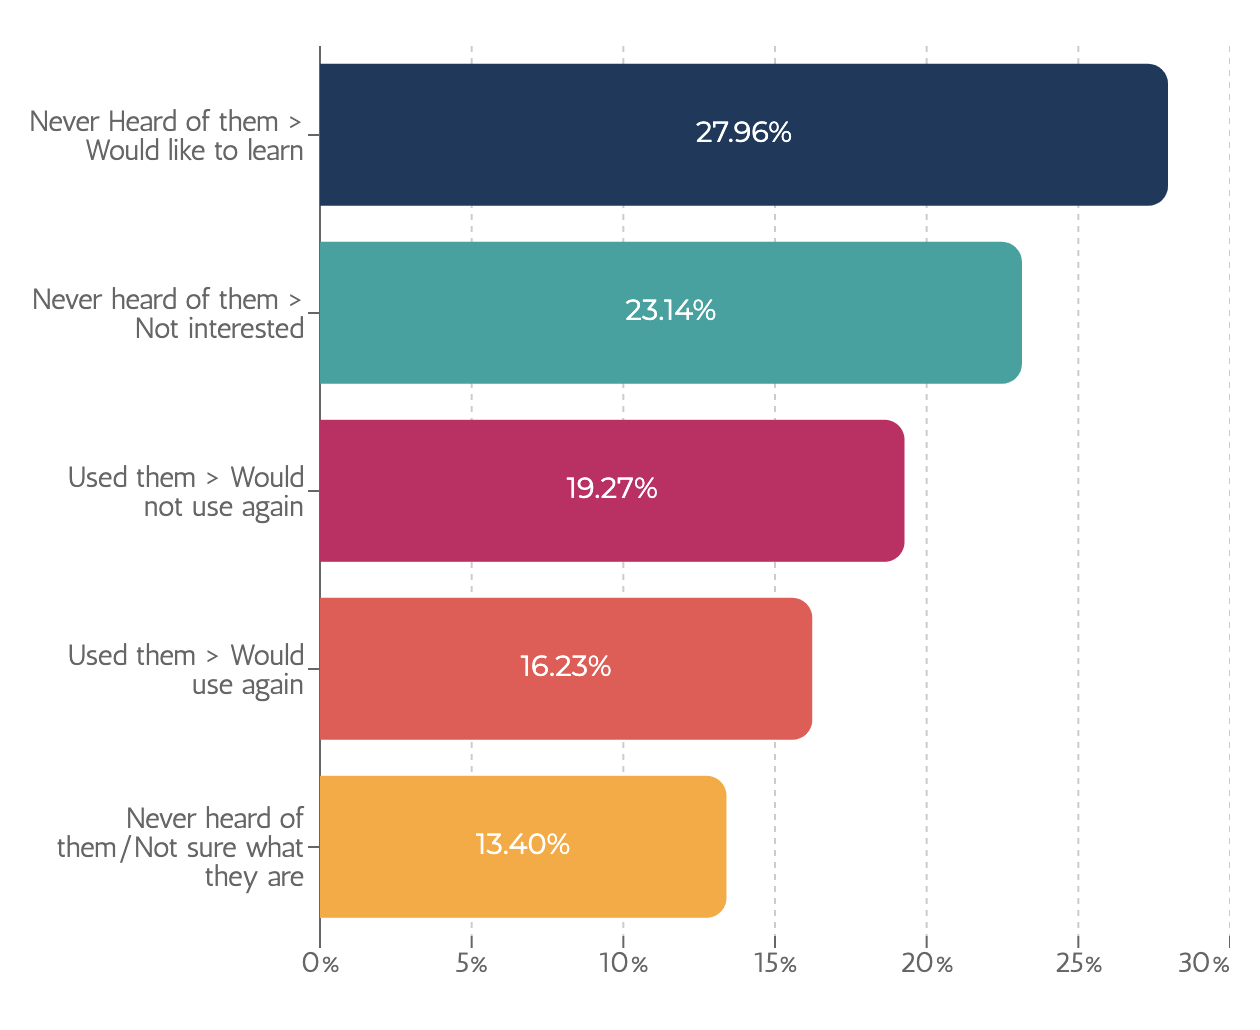 Never Heard of them >
Would like to learn
27.96%
Never heard of them >
Not interested
23.14%
Used them > Would
not use again
19.27%
Used them > Would
use again
16.23%
Never heard of
them/Not sure what
they are
13.40%
0% 5% 10% 15% 20% 25% 30%